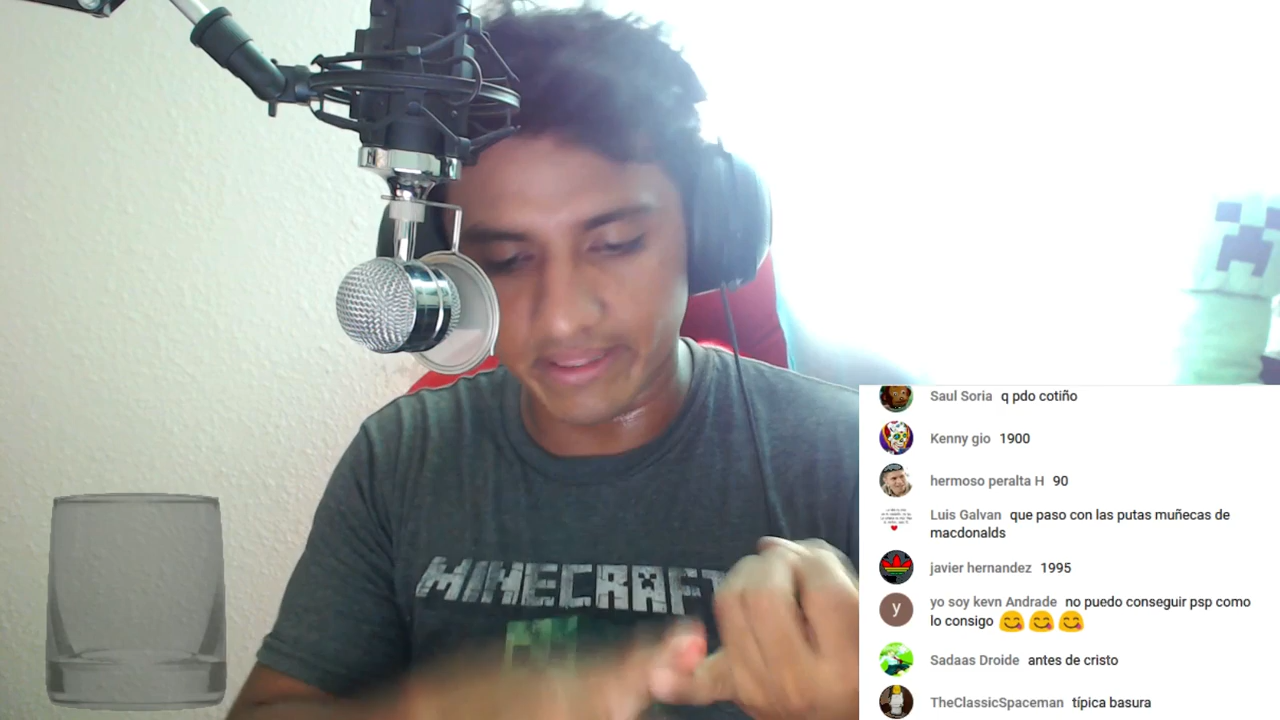 MINECRAFT
Saul Soria q pdo cotiño
Kenny gio 1900
hermoso peralta H 90
Luis Galvan que paso con las putas muñecas de
macdonalds
javier hernandez 1995
y
yo soy kevn Andrade no puedo conseguir psp como
lo consigo 😋 😋 😋
Sadaas Droide antes de cristo
TheClassicSpaceman típica basura